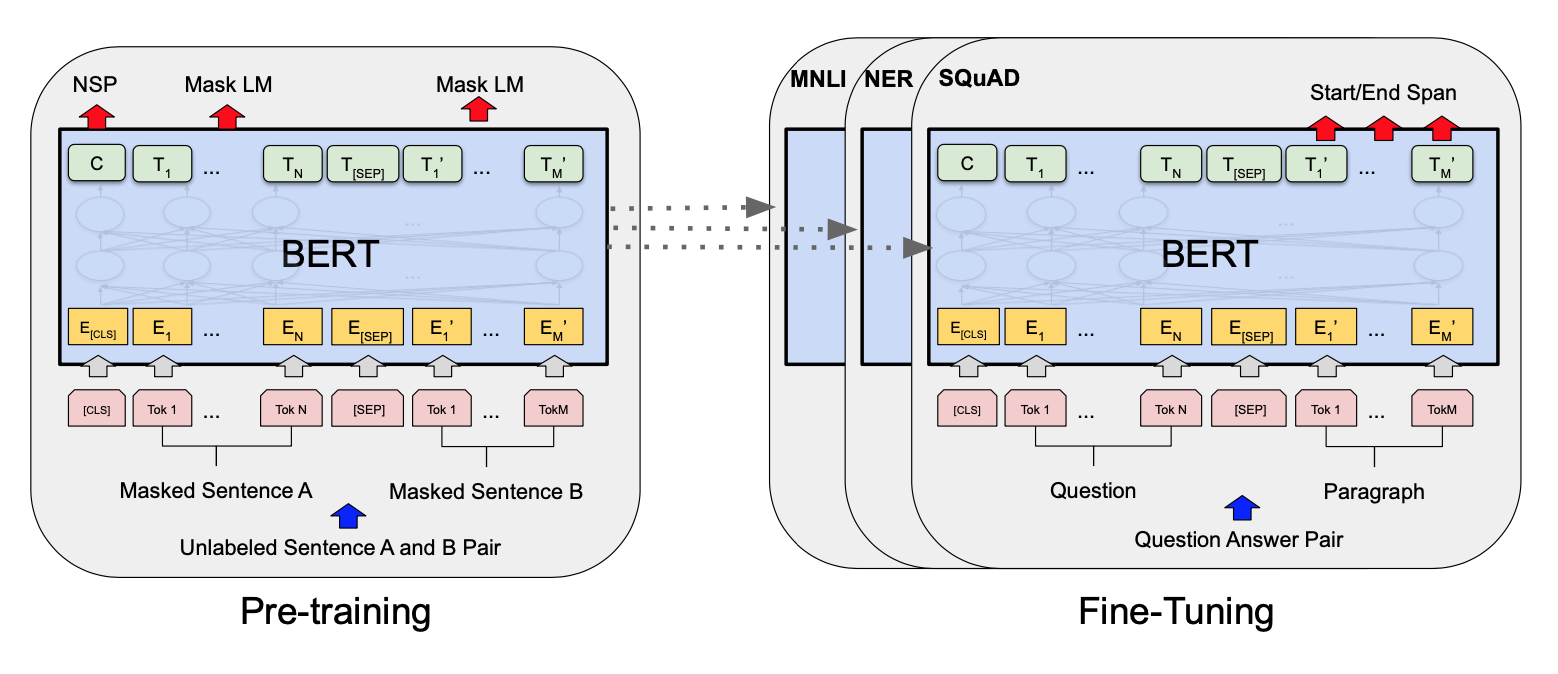 NSP Mask LM Mask LM
C T1 ... TN T[SEP] T1’ ... TM’
BERT
E[CLS] E1 ... EN E[SEP] E1’ ... EM’
[CLS] Tok 1 ... Tok N [SEP] Tok 1 ... TokM
Masked Sentence A Masked Sentence B
Unlabeled Sentence A and B Pair
Pre-training
MNLI NER SQuAD
Start/End Span
C T1 ... TN T[SEP] T1’ ... TM’
BERT
E[CLS] E1 ... EN E[SEP] E1’ ... EM’
[CLS] Tok 1 ... Tok N [SEP] Tok 1 ... TokM
Question Paragraph
Question Answer Pair
Fine-Tuning